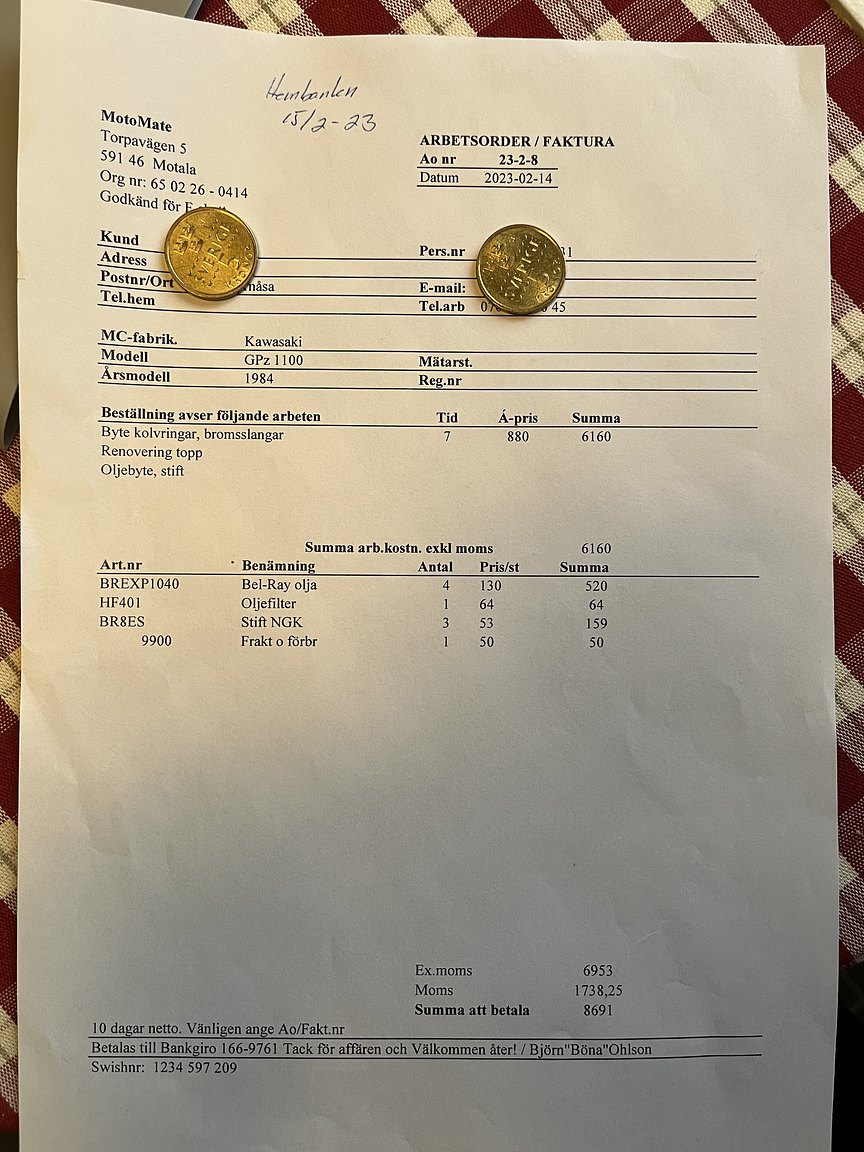 Hembanken
15/2-23
MotoMate
Torpavägen 5
591 46 Motala
Org nr: 65 02 26 - 0414
Godkänd för
ARBETSORDER / FAKTURA
Ao nr 23-2-8
Datum 2023-02-14
Kund Pers.nr
Adress
Postnr/Ort E-mail:
Tel.hem Tel.arb 45
MC-fabrik. Kawasaki
Modell GPz 1100 Mätarst.
Årsmodell 1984 Reg.nr
Beställning avser följande arbeten Tid Á-pris Summa
Byte kolvringar, bromsslangar 7 880 6160
Renovering topp
Oljebyte, stift
Summa arb.kostn. exkl moms 6160
Art.nr Benämning Antal Pris/st Summa
BREXP1040 Bel-Ray olja 4 130 520
HF401 Oljefilter 1 64 64
BR8ES Stift NGK 3 53 159
9900 Frakt o förbr 1 50 50
Ex.moms 6953
Moms 1738,25
Summa att betala 8691
10 dagar netto. Vänligen ange Ao/Fakt.nr
Betalas till Bankgiro 166-9761 Tack för affären och Välkommen åter! / Björn"Böna"Ohlson
Swishnr: 1234 597 209